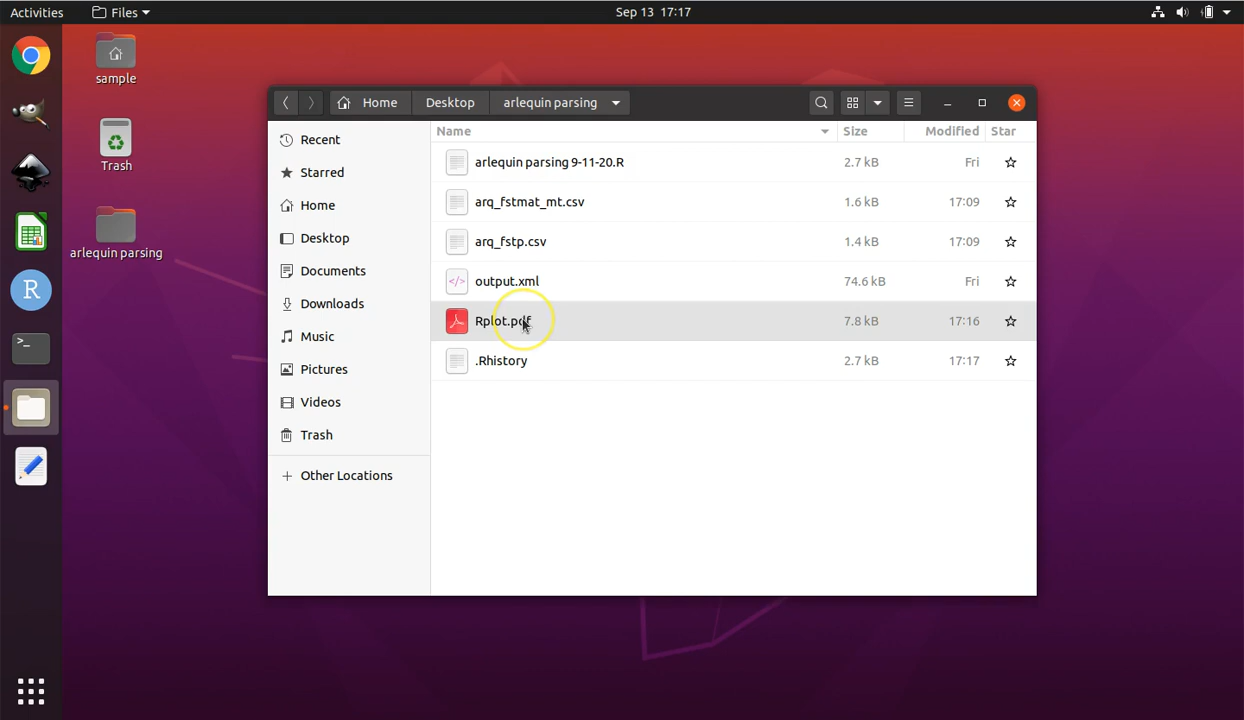 Activities Files Sep 13 17:17
sample
Trash
arlequin parsing
Home Desktop arlequin parsing
Recent
Starred
Home
Desktop
Documents
Downloads
Music
Pictures
Videos
Trash
+ Other Locations
Name Size Modified Star
arlequin parsing 9-11-20.R 2.7 kB Fri
arq_fstmat_mt.csv 1.6 kB 17:09
arq_fstp.csv 1.4 kB 17:09
</> output.xml 74.6 kB Fri
Rplot.pdf 7.8 kB 17:16
.Rhistory 2.7 kB 17:17
R
>_